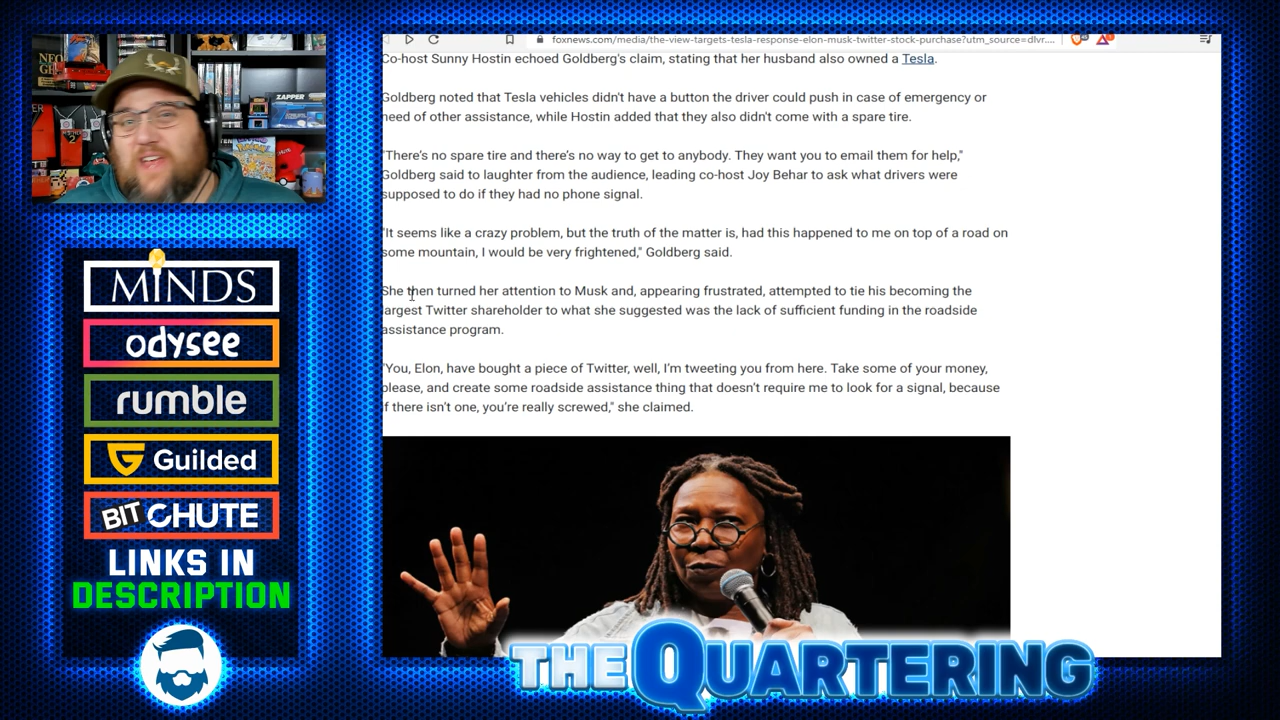 foxnews.com/media/the-view-targets-tesla-response-elon-musk-twitter-stock-purchase?utm_source=dlvr....
Co-host Sunny Hostin echoed Goldberg's claim, stating that her husband also owned a Tesla.
Goldberg noted that Tesla vehicles didn't have a button the driver could push in case of emergency or
need of other assistance, while Hostin added that they also didn't come with a spare tire.
"There's no spare tire and there's no way to get to anybody. They want you to email them for help,"
Goldberg said to laughter from the audience, leading co-host Joy Behar to ask what drivers were
supposed to do if they had no phone signal.
"It seems like a crazy problem, but the truth of the matter is, had this happened to me on top of a road on
some mountain, I would be very frightened," Goldberg said.
She then turned her attention to Musk and, appearing frustrated, attempted to tie his becoming the
largest Twitter shareholder to what she suggested was the lack of sufficient funding in the roadside
assistance program.
"You, Elon, have bought a piece of Twitter, well, I'm tweeting you from here. Take some of your money,
please, and create some roadside assistance thing that doesn't require me to look for a signal, because
if there isn't one, you're really screwed," she claimed.
ZAPPER
MINDS
odysee
rumble
Guilded
BIT CHUTE
LINKS IN
DESCRIPTION
THE QUARTERING